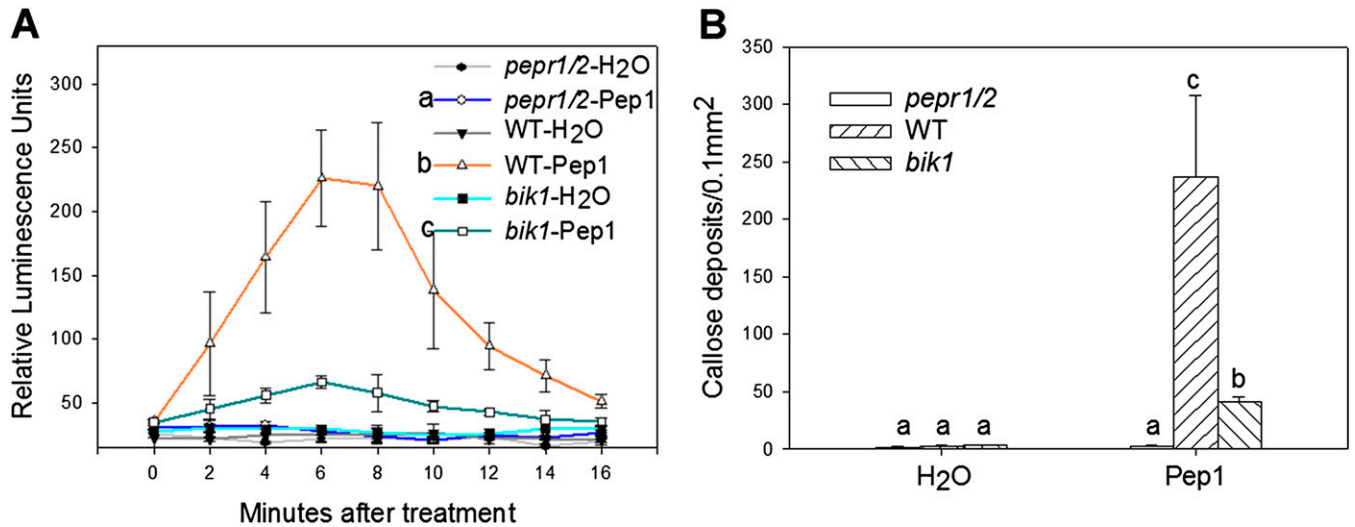 A
Relative Luminescence Units
300
250
200
150
100
50
pepr1/2-H2O
a pepr1/2-Pep1
WT-H2O
b WT-Pep1
bik1-H2O
c bik1-Pep1
0 2 4 6 8 10 12 14 16
Minutes after treatment
B
Callose deposits/0.1mm2
350
300
250
200
150
100
50
0
pepr1/2
WT
bik1
c
b
a a a a
H2O Pep1